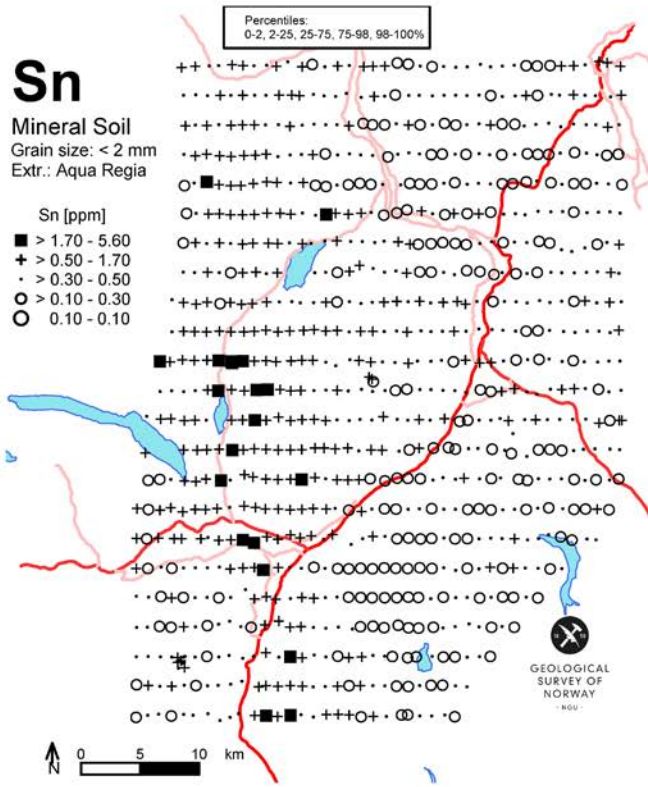 Percentiles:
0-2, 2-25, 25-75, 75-98, 98-100%
Sn
Mineral Soil
Grain size: < 2 mm
Extr.: Aqua Regia
Sn [ppm]
> 1.70 - 5.60
> 0.50 - 1.70
> 0.30 - 0.50
> 0.10 - 0.30
0.10 - 0.10
GEOLOGICAL
SURVEY OF
NORWAY
- NGU -
N
0 5 10 km